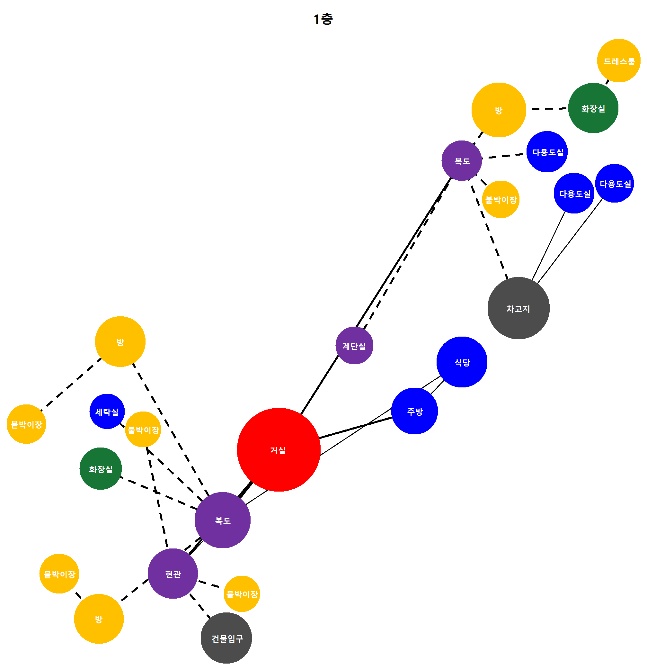 1층
드레스룸
방
화장실
복도
다용도실
다용도실
다용도실
붙박이장
차고지
계단실
방
식당
세탁실
주방
붙박이장
붙박이장
거실
화장실
복도
현관
붙박이장
붙박이장
방
건물입구